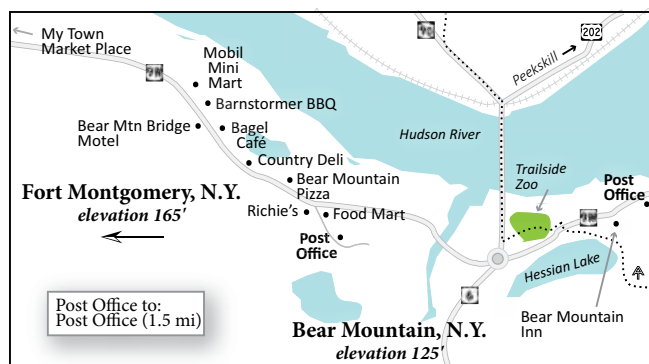 My Town
Market Place
Mobil
Mini
Mart
Barnstormer BBQ
Bear Mtn Bridge
Motel
Bagel
Café
Country Deli
Bear Mountain
Pizza
Richie's
Food Mart
Post
Office
Fort Montgomery, N.Y.
elevation 165'
Hudson River
Peekskill
202
Trailside
Zoo
Post
Office
Hessian Lake
Bear Mountain
Inn
Post Office to:
Post Office (1.5 mi)
Bear Mountain, N.Y.
elevation 125'